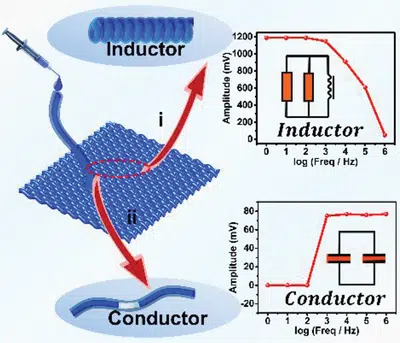 Inductor
i
ii
Conductor
Amplitude (mV)
1200
1000
800
600
400
200
0
Inductor
0 1 2 3 4 5 6
log (Freq / Hz)
Amplitude (mV)
80
60
40
20
0
-20
Conductor
0 1 2 3 4 5 6
log (Freq / Hz)